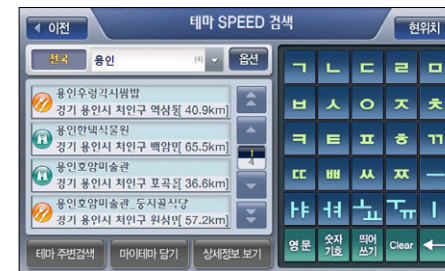 이전
테마 SPEED 검색
현위치
전국
용인
(4)
옵션
용인우렁각시쌈밥
경기 용인시 처인구 역삼동[ 40.9km]
용인한택식물원
경기 용인시 처인구 백암면[ 65.5km]
용인호암미술관
경기 용인시 처인구 포곡읍[ 36.6km]
용인호암미술관_둥지골식당
경기 용인시 처인구 원삼면[ 57.2km]
1
4
테마 주변검색
마이테마 담기
상세정보 보기
ㄱ ㄴ ㄷ ㄹ ㅁ
ㅂ ㅅ ㅇ ㅈ ㅊ
ㅋ ㅌ ㅍ ㅎ ㄲ
ㄸ ㅃ ㅆ ㅉ ㅡ
ㅏㅑ ㅓㅕ ㅗㅛ ㅜㅠ ㅣ
영문
숫자
기호
띄어
쓰기
Clear
←